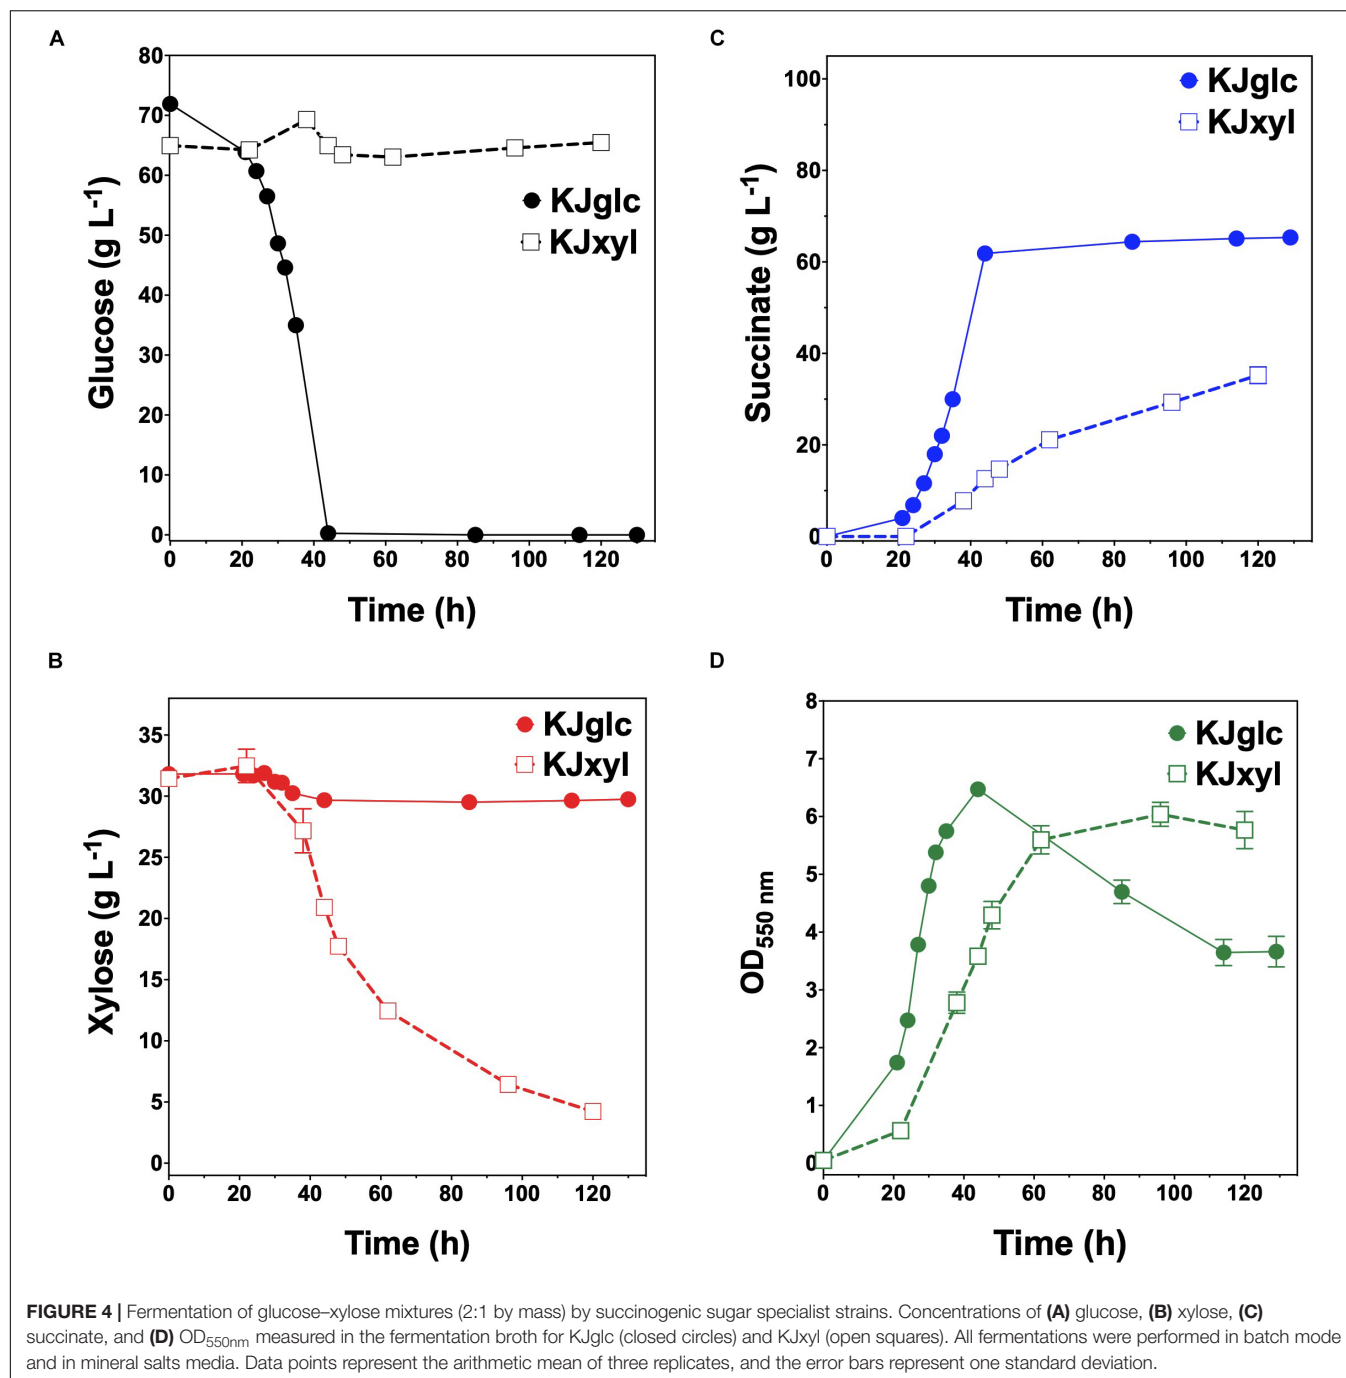 A
80
70
60
50
40
30
20
10
0
0 20 40 60 80 100 120
Glucose (g L-1)
Time (h)
KJglc
KJxyl
C
100
80
60
40
20
0
0 20 40 60 80 100 120
Succinate (g L-1)
Time (h)
KJglc
KJxyl
B
35
30
25
20
15
10
5
0
0 20 40 60 80 100 120
Xylose (g L-1)
Time (h)
KJglc
KJxyl
D
8
7
6
5
4
3
2
1
0
0 20 40 60 80 100 120
OD550 nm
Time (h)
KJglc
KJxyl
FIGURE 4 | Fermentation of glucose–xylose mixtures (2:1 by mass) by succinogenic sugar specialist strains. Concentrations of (A) glucose, (B) xylose, (C)
succinate, and (D) OD550nm measured in the fermentation broth for KJglc (closed circles) and KJxyl (open squares). All fermentations were performed in batch mode
and in mineral salts media. Data points represent the arithmetic mean of three replicates, and the error bars represent one standard deviation.